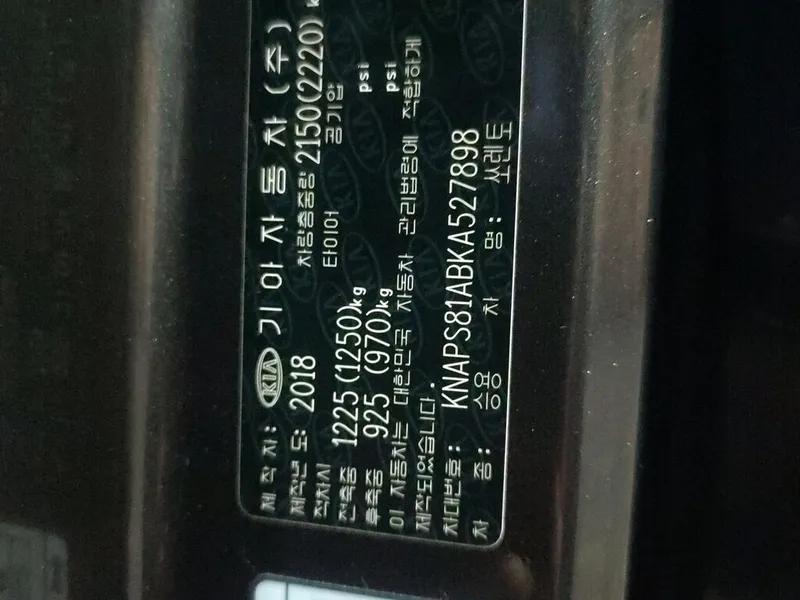 제 작 자 : KIA 기 아 자 동 차 ( 주 )
제작년 도: 2018 차량총중량 2150(2220)
적차시 타이어 공기압
전축중 1225 (1250)kg psi
후축중 925 (970)kg psi
이 자동차는 대한민국 자동차 관리법령에 적합하게
제작되었습니다.
차대번호: KNAPS81ABKA527898
차 종: 승용 차 명: 쏘렌토